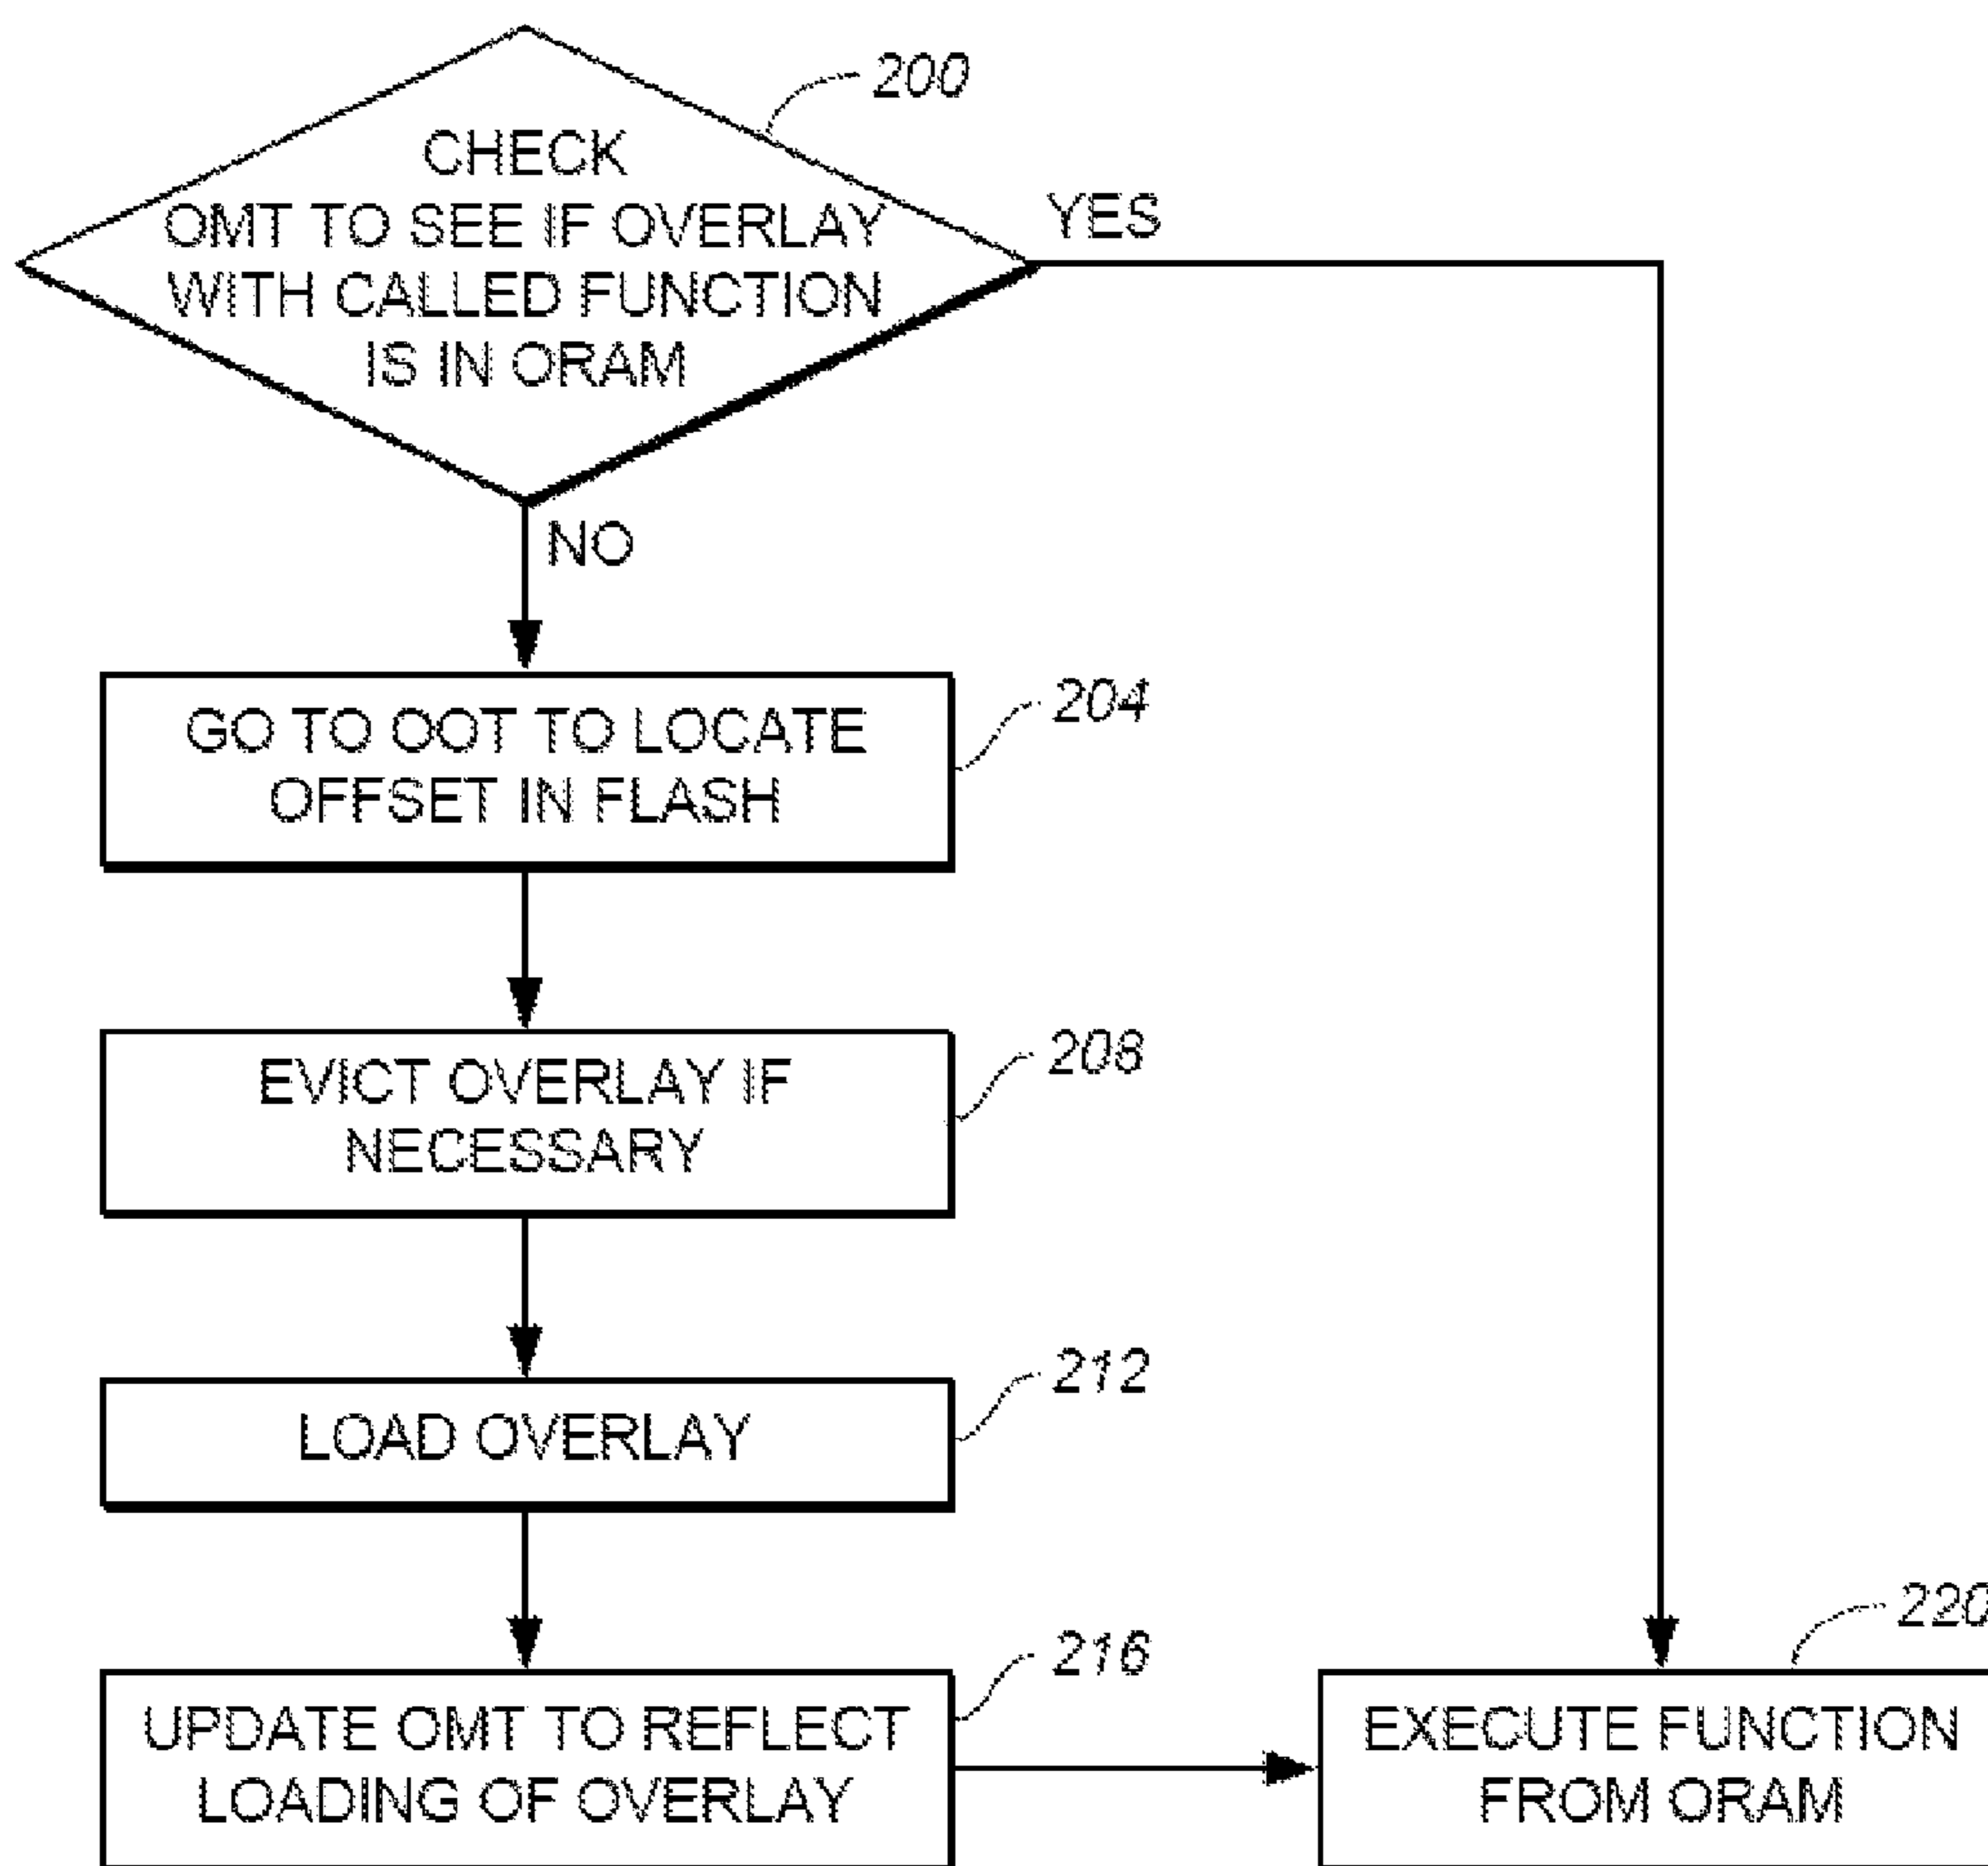 200
CHECK
OMT TO SEE IF OVERLAY
WITH CALLED FUNCTION
IS IN ORAM
YES
NO
GO TO OOT TO LOCATE
OFFSET IN FLASH
204
EVICT OVERLAY IF
NECESSARY
208
LOAD OVERLAY
212
UPDATE OMT TO REFLECT
LOADING OF OVERLAY
216
EXECUTE FUNCTION
FROM ORAM
220